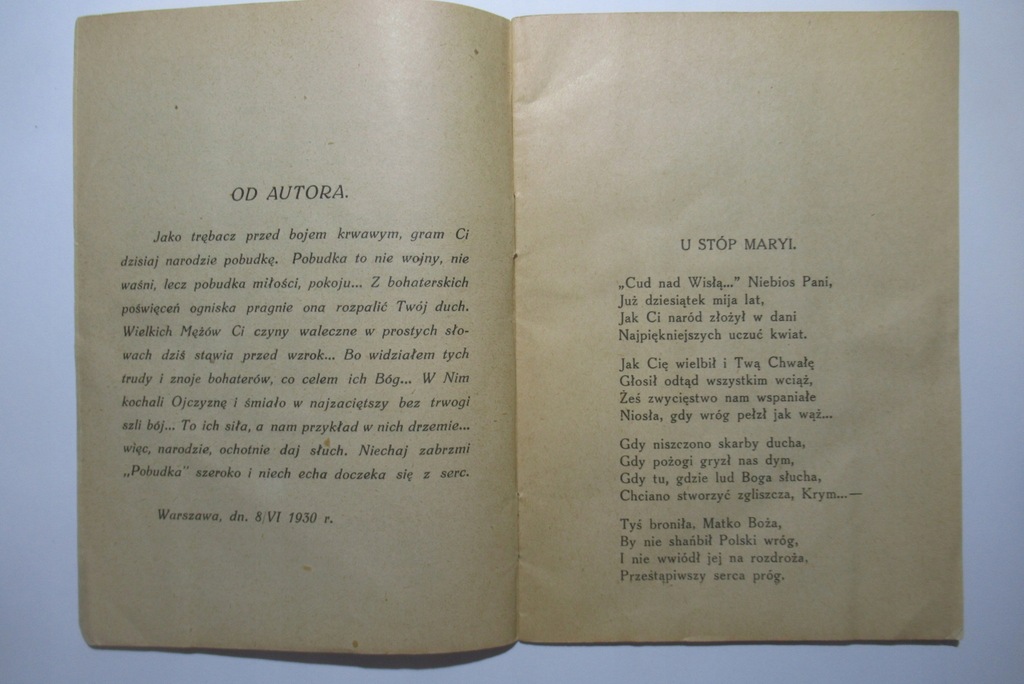 OD AUTORA.
Jako trębacz przed bojem krwawym, gram Ci
dzisiaj narodzie pobudkę. Pobudka to nie wojny, nie
waśni, lecz pobudka miłości, pokoju... Z bohaterskich
poświęceń ogniska pragnie ona rozpalić Twój duch.
Wielkich Mężów Ci czyny waleczne w prostych sło-
wach dziś stawia przed wzrok... Bo widziałem tych
trudy i znoje bohaterów, co celem ich Bóg... W Nim
kochali Ojczyznę i śmiało w najzaciętszy bez trwogi
szli bój... To ich siła, a nam przykład w nich drzemie...
więc, narodzie, ochotnie daj słuch. Niechaj zabrzmi
„Pobudka" szeroko i niech echa doczeka się z serc.
Warszawa, dn. 8/VI 1930 r.
U STÓP MARYI.
„Cud nad Wisłą..." Niebios Pani,
Już dziesiątek mija lat,
Jak Ci naród złożył w dani
Najpiękniejszych uczuć kwiat.
Jak Cię wielbił i Twą Chwałę
Głosił odtąd wszystkim wciąż,
Żeś zwycięstwo nam wspaniałe
Niosła, gdy wróg pełzł jak wąż...
Gdy niszczono skarby ducha,
Gdy pożogi gryzł nas dym,
Gdy tu, gdzie lud Boga słucha,
Chciano stworzyć zgliszcza, Krym...—
Tyś broniła, Matko Boża,
By nie shańbił Polski wróg,
I nie wwiódł jej na rozdroża,
Przestąpiwszy serca próg.